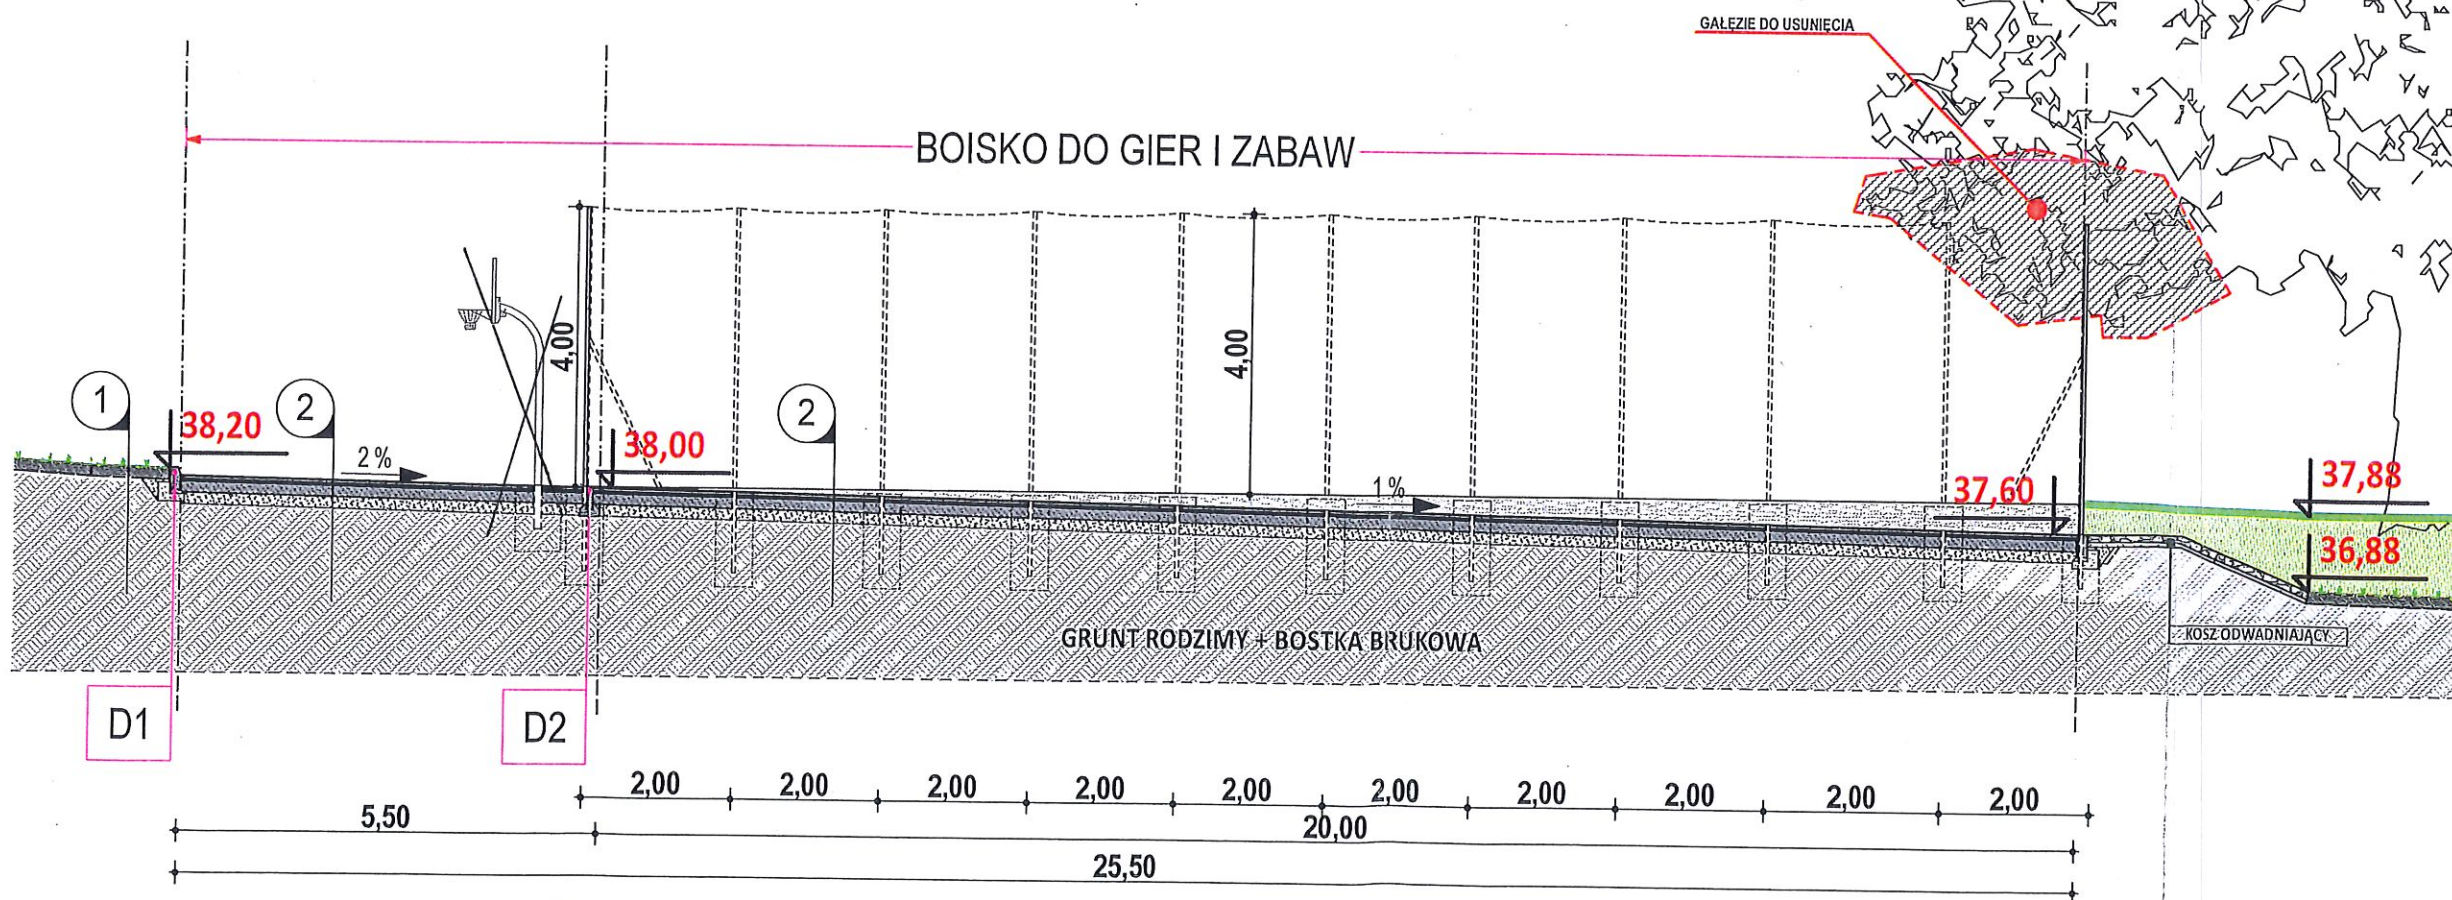 GAŁĘZIE DO USUNIĘCIA
BOISKO DO GIER I ZABAW
4,00
4,00
1
2
2
38,20
38,00
2 %
1 %
37,60
37,88
36,88
GRUNT RODZIMY + BOSTKA BRUKOWA
KOSZ ODWADNIAJĄCY
D1
D2
2,00 2,00 2,00 2,00 2,00 2,00 2,00 2,00 2,00 2,00
5,50
20,00
25,50